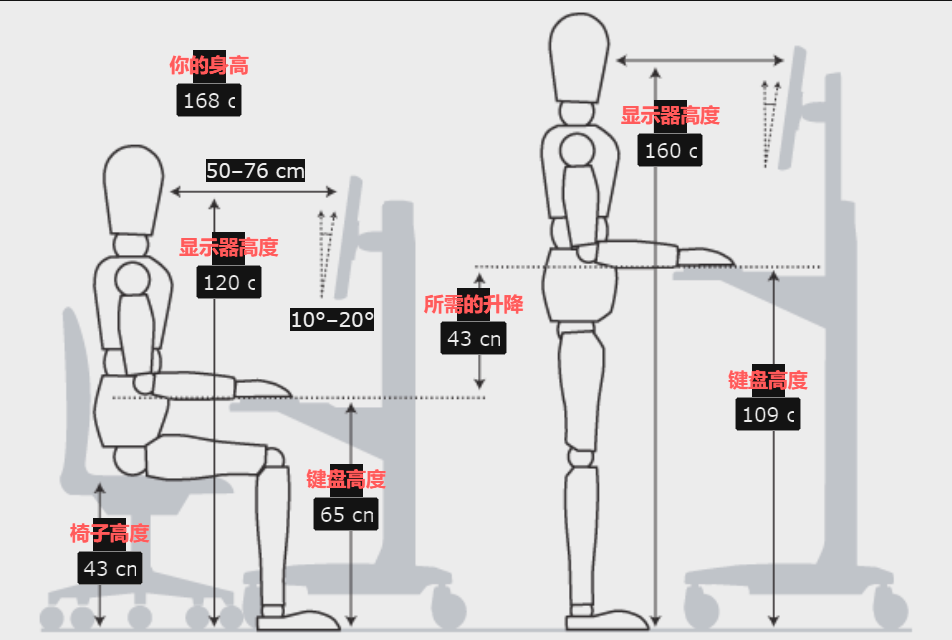 你的身高
168 c
50–76 cm
显示器高度
120 c
10°–20°
键盘高度
65 cn
椅子高度
43 cn
所需的升降
43 cn
显示器高度
160 c
键盘高度
109 c